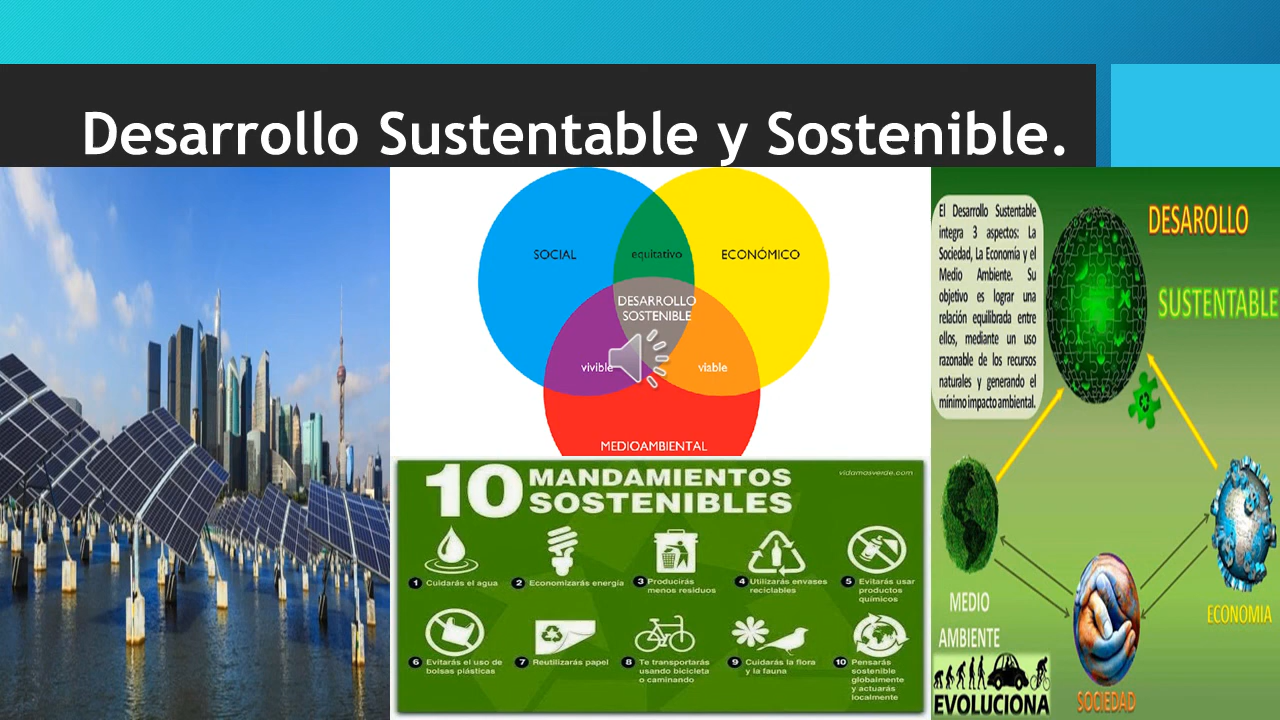 Desarrollo Sustentable y Sostenible.
SOCIAL
equitativo
ECONÓMICO
DESARROLLO
SOSTENIBLE
vivible
viable
MEDIOAMBIENTAL
10 MANDAMIENTOS
SOSTENIBLES
vidamasverde.com
1 Cuidarás el agua
2 Economizarás energía
3 Producirás
menos residuos
4 Utilizarás envases
reciclables
5 Evitarás usar
productos
químicos
6 Evitarás el uso de
bolsas plásticas
7 Reutilizarás papel
8 Te transportarás
usando bicicleta
o caminando
9 Cuidarás la flora
y la fauna
10 Pensarás
sostenible
globalmente
y actuarás
localmente
El Desarrollo Sustentable
integra 3 aspectos: La
Sociedad, La Economía y el
Medio Ambiente. Su
objetivo es lograr una
relación equilibrada entre
ellos, mediante un uso
razonable de los recursos
naturales y generando el
mínimo impacto ambiental.
DESAROLLO
SUSTENTABLE
MEDIO
AMBIENTE
ECONOMIA
SOCIEDAD
EVOLUCIONA